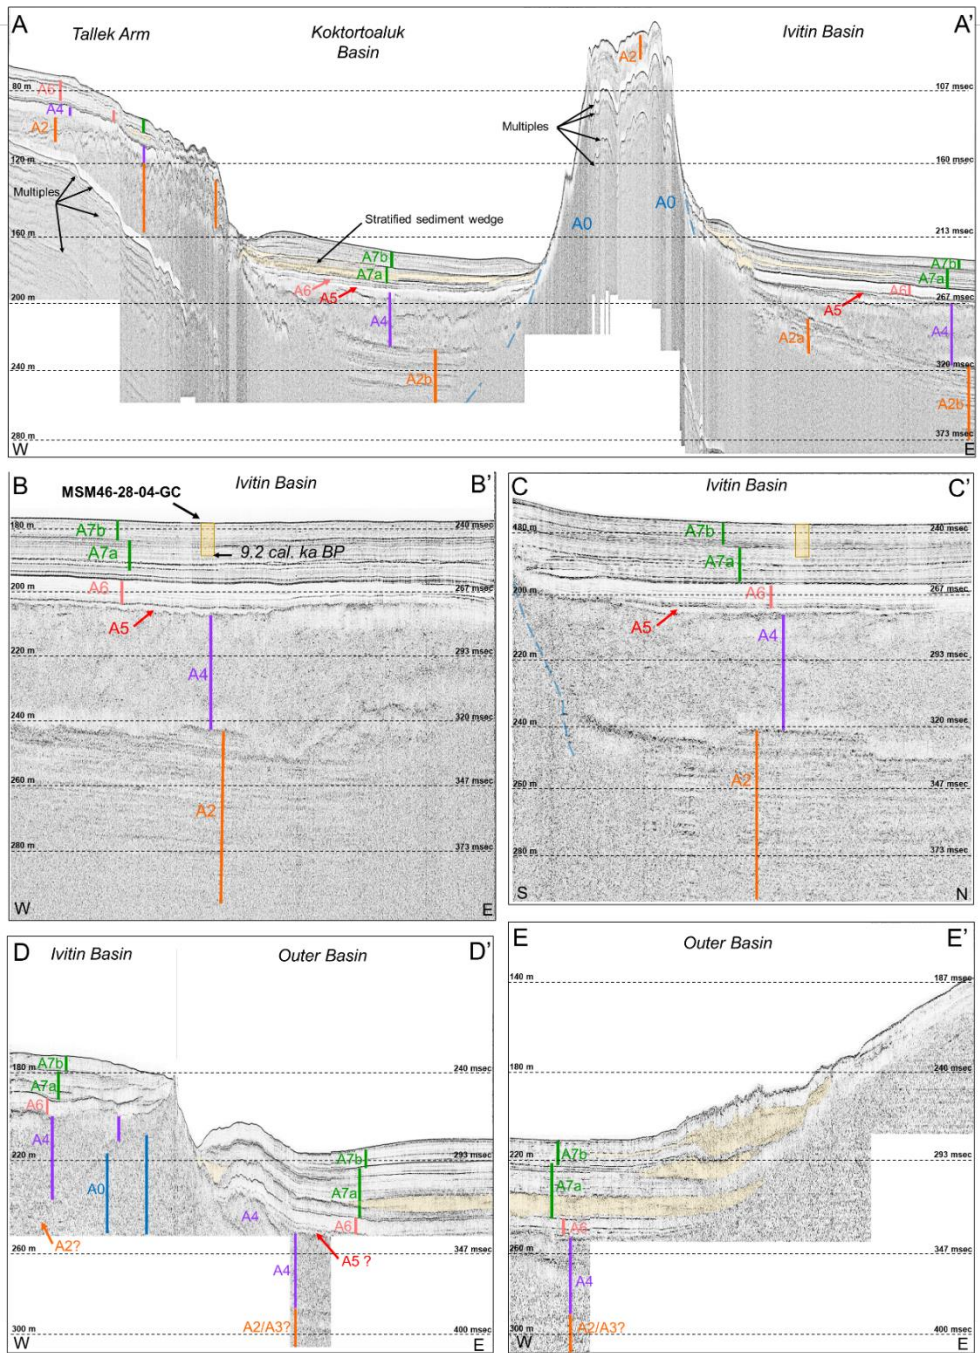 A
Tallek Arm
Koktortoaluk
Basin
Ivitin Basin
A'
A2
A6
80 m
107 msec
A4
A2
Multiples
120 m
160 msec
Multiples
A0
A0
Stratified sediment wedge
160 m
213 msec
A7b
A7b
A7a
A7a
A6
A6
A5
A5
200 m
267 msec
A4
A4
A2a
240 m
320 msec
A2b
A2b
280 m
373 msec
W
E
B
Ivitin Basin
B'
MSM46-28-04-GC
180 m
240 msec
A7b
A7a
9.2 cal. ka BP
A6
200 m
267 msec
A5
A4
220 m
293 msec
240 m
320 msec
260 m
347 msec
A2
280 m
373 msec
W
E
C
Ivitin Basin
C'
480 m
240 msec
A7b
A7a
A6
200 m
267 msec
A5
A4
220 m
293 msec
240 m
320 msec
A2
250 m
347 msec
280 m
373 msec
S
N
D
Ivitin Basin
Outer Basin
D'
A7b
180 m
240 msec
A7a
A6
A4
220 m
A7b
293 msec
A0
A7a
A4
A6
A2?
A5 ?
260 m
347 msec
A4
A2/A3?
300 m
400 msec
W
E
E
Outer Basin
E'
140 m
187 msec
180 m
240 msec
A7b
220 m
293 msec
A7a
A6
260 m
347 msec
A4
A2/A3?
300 m
400 msec
W
E